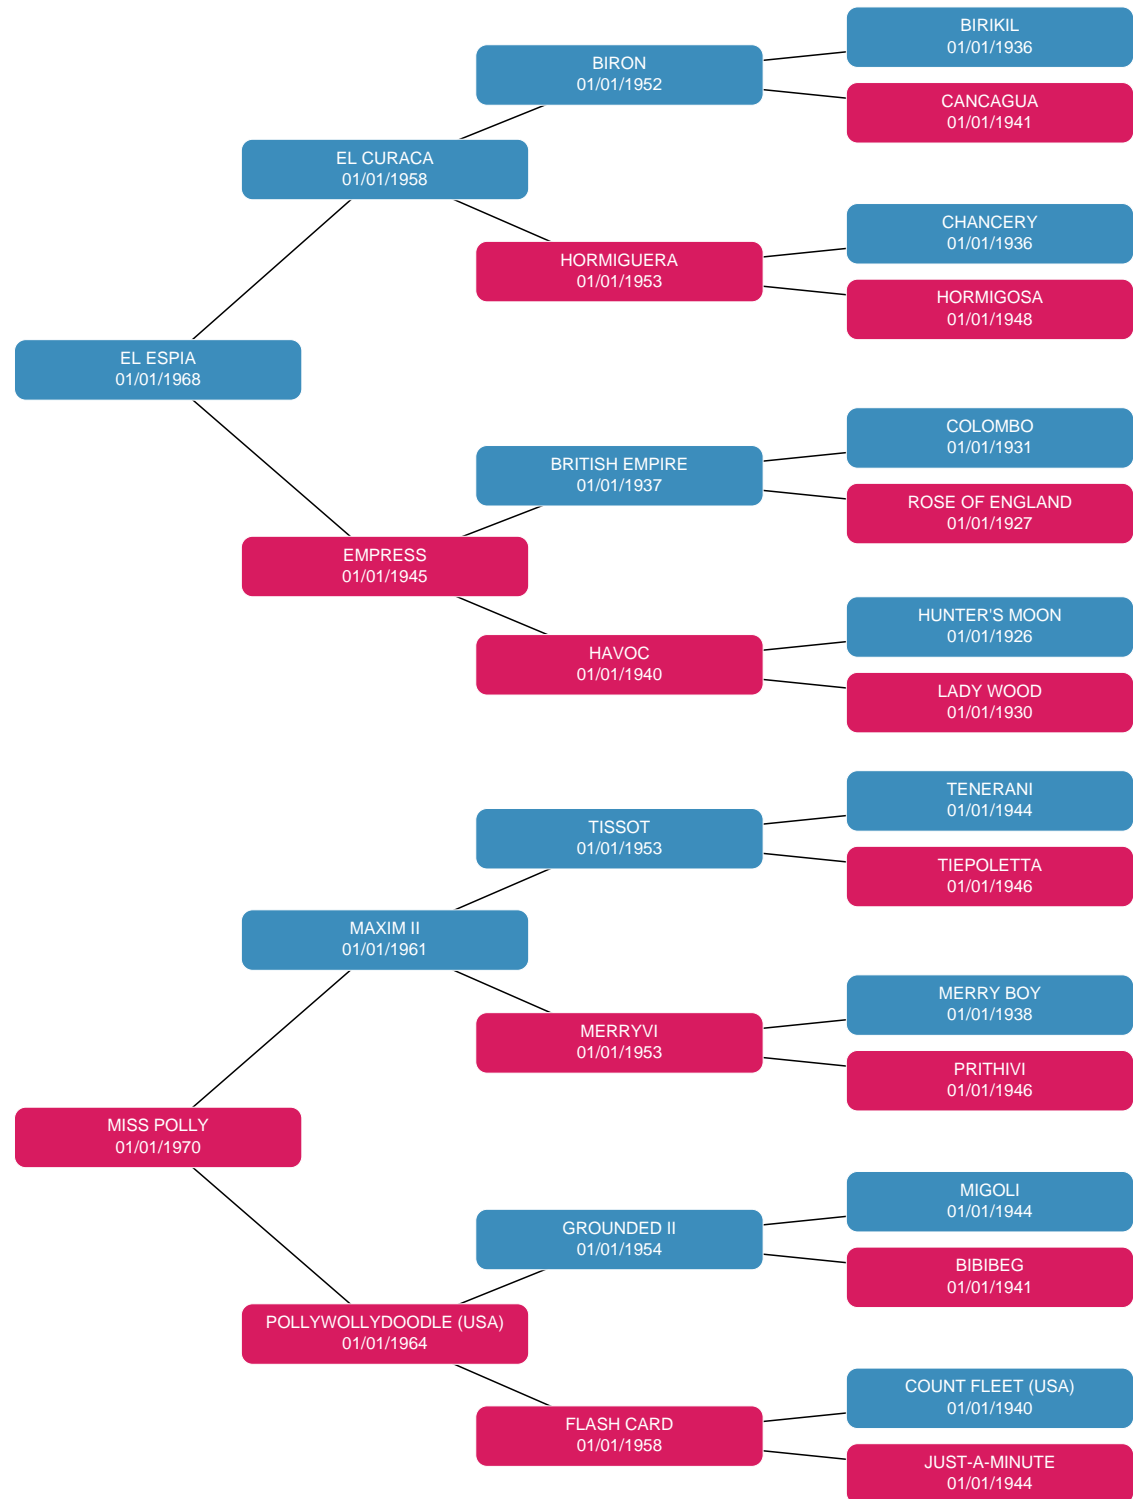 BIRIKIL
01/01/1936
BIRON
01/01/1952
CANCAGUA
01/01/1941
EL CURACA
01/01/1958
CHANCERY
01/01/1936
HORMIGUERA
01/01/1953
HORMIGOSA
01/01/1948
EL ESPIA
01/01/1968
COLOMBO
01/01/1931
BRITISH EMPIRE
01/01/1937
ROSE OF ENGLAND
01/01/1927
EMPRESS
01/01/1945
HUNTER'S MOON
01/01/1926
HAVOC
01/01/1940
LADY WOOD
01/01/1930
TENERANI
01/01/1944
TISSOT
01/01/1953
TIEPOLETTA
01/01/1946
MAXIM II
01/01/1961
MERRY BOY
01/01/1938
MERRYVI
01/01/1953
PRITHIVI
01/01/1946
MISS POLLY
01/01/1970
MIGOLI
01/01/1944
GROUNDED II
01/01/1954
BIBIBEG
01/01/1941
POLLYWOLLYDOODLE (USA)
01/01/1964
COUNT FLEET (USA)
01/01/1940
FLASH CARD
01/01/1958
JUST-A-MINUTE
01/01/1944